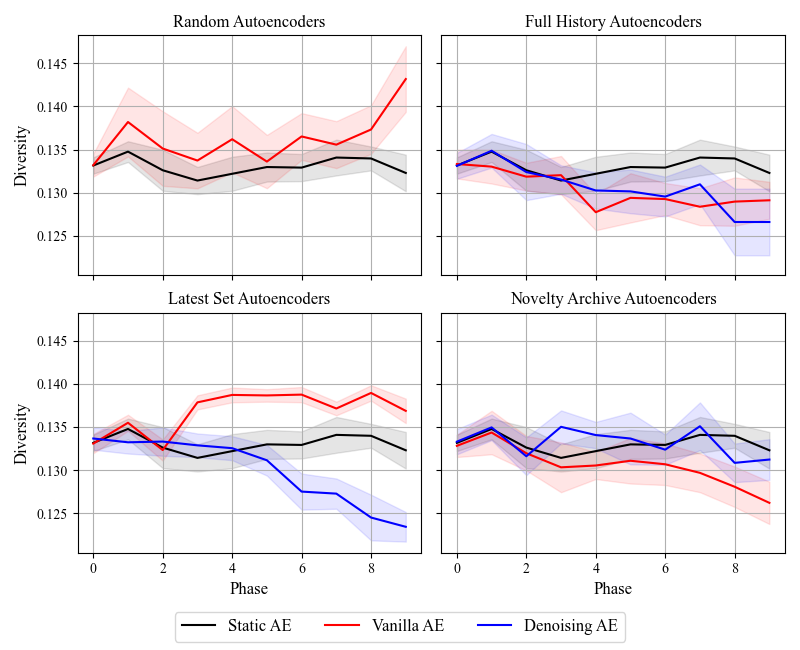 Random Autoencoders
Full History Autoencoders
0.145
0.140
0.135
0.130
0.125
Diversity
Latest Set Autoencoders
Novelty Archive Autoencoders
0.145
0.140
0.135
0.130
0.125
Diversity
0 2 4 6 8
0 2 4 6 8
Phase
Phase
Static AE Vanilla AE Denoising AE